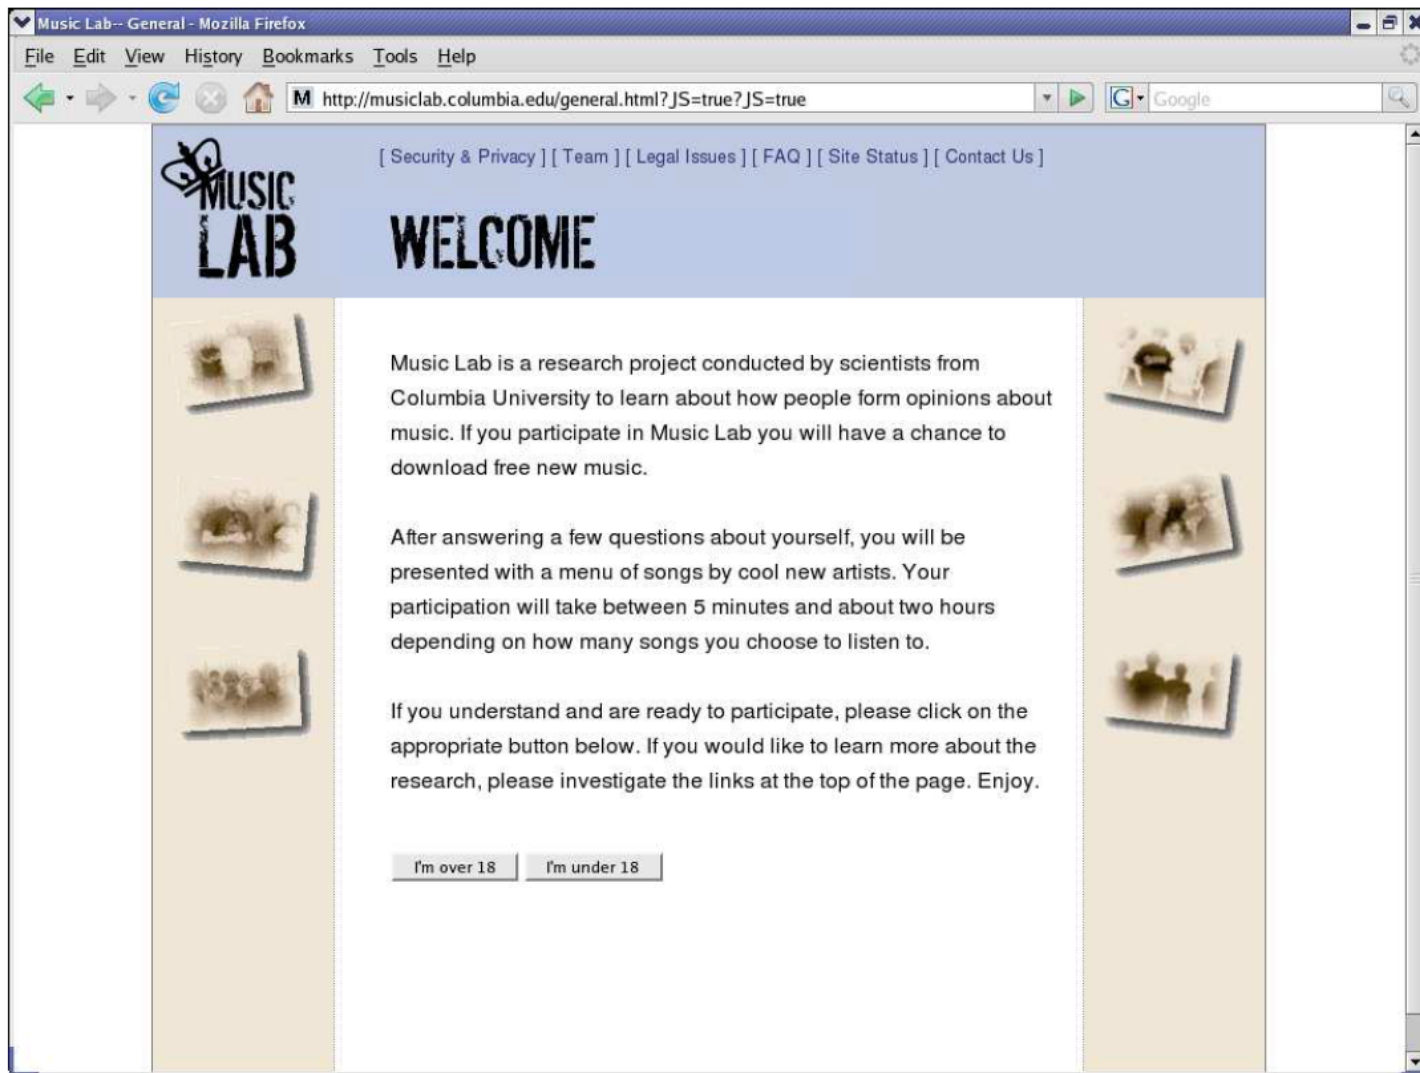 Music Lab-- General - Mozilla Firefox
File Edit View History Bookmarks Tools Help
M http://musiclab.columbia.edu/general.html?JS=true?JS=true G Google
[ Security & Privacy ] [ Team ] [ Legal Issues ] [ FAQ ] [ Site Status ] [ Contact Us ]
MUSIC
LAB
WELCOME
Music Lab is a research project conducted by scientists from
Columbia University to learn about how people form opinions about
music. If you participate in Music Lab you will have a chance to
download free new music.
After answering a few questions about yourself, you will be
presented with a menu of songs by cool new artists. Your
participation will take between 5 minutes and about two hours
depending on how many songs you choose to listen to.
If you understand and are ready to participate, please click on the
appropriate button below. If you would like to learn more about the
research, please investigate the links at the top of the page. Enjoy.
I'm over 18 I'm under 18